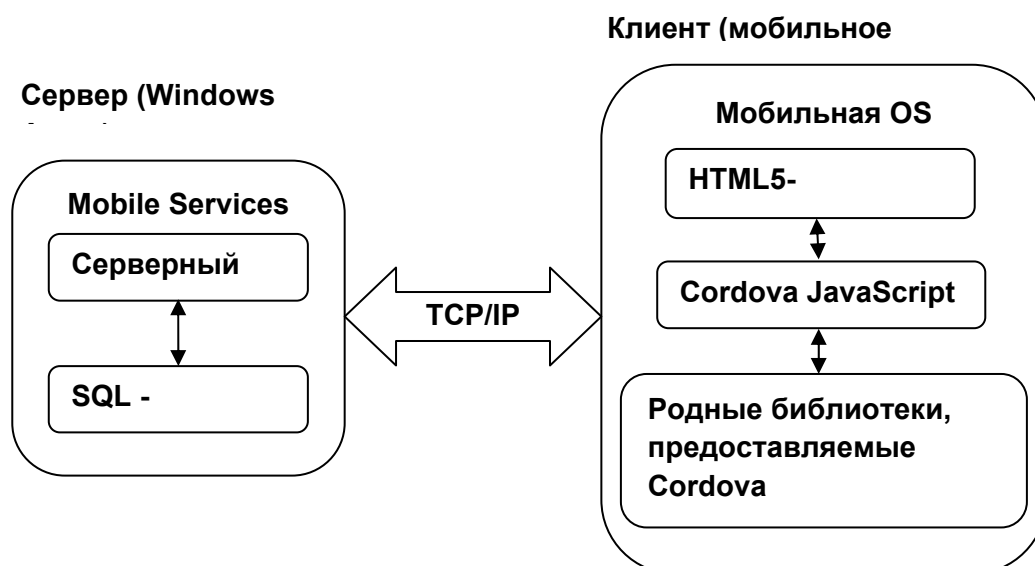 Клиент (мобильное
Сервер (Windows
Мобильная OS
HTML5-
Mobile Services
Серверный
Cordova JavaScript
TCP/IP
SQL -
Родные библиотеки,
предоставляемые
Cordova